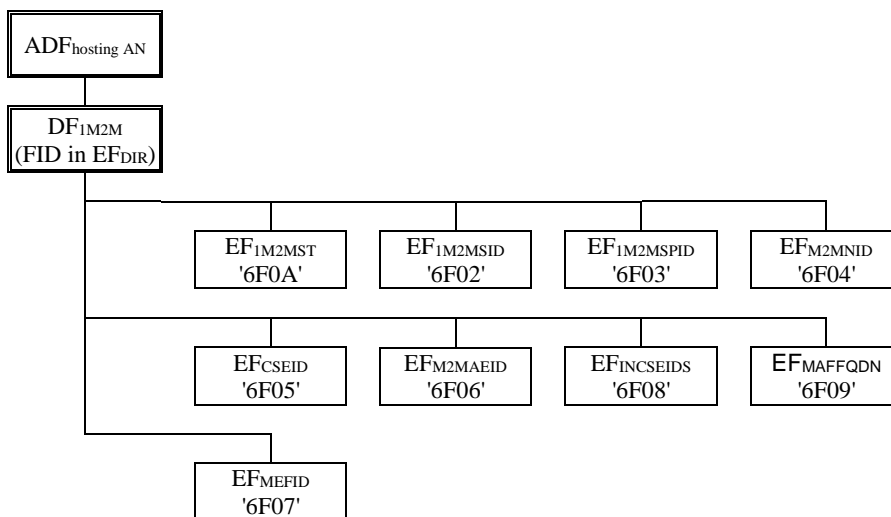 ADFhosting AN
DF1M2M
(FID in EFDIR)
EF1M2MST
'6F0A'
EF1M2MSID
'6F02'
EF1M2MSPID
'6F03'
EFM2MNID
'6F04'
EFCSEID
'6F05'
EFM2MAEID
'6F06'
EFINCSEIDS
'6F08'
EFMAFFQDN
'6F09'
EFMEFID
'6F07'